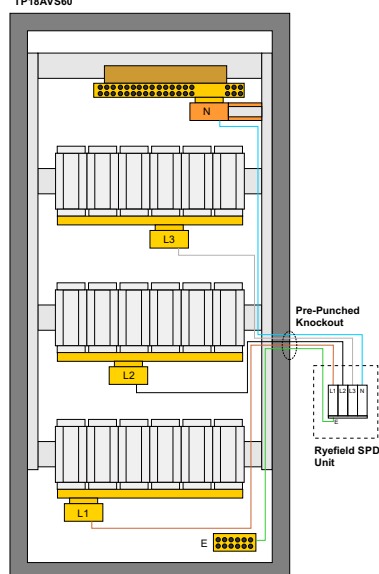 TP18AVS60
N
L3
Pre-Punched
Knockout
L2
L1 L2 L3 N
E
Ryefield SPD
Unit
L1
E